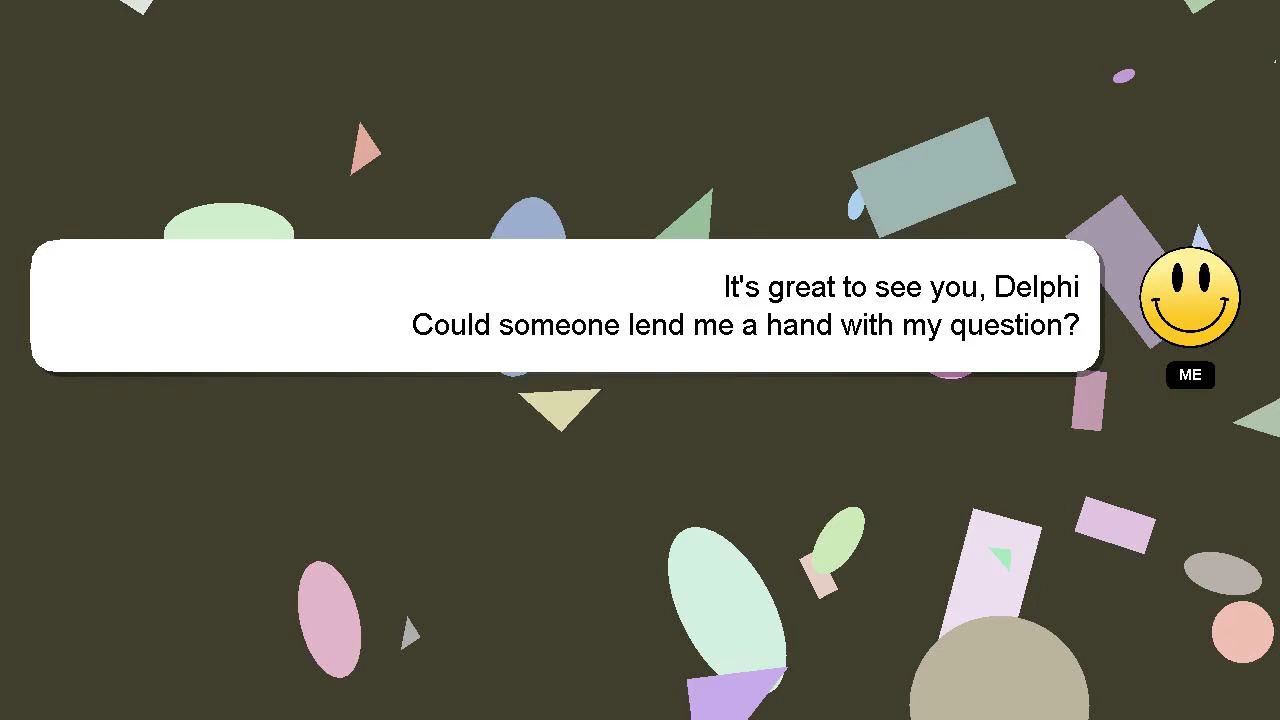 It's great to see you, Delphi
Could someone lend me a hand with my question?
ME